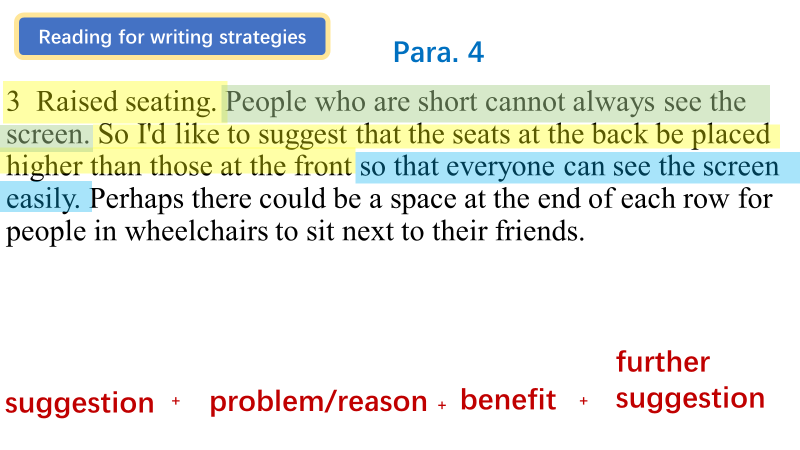 Reading for writing strategies
Para. 4
3 Raised seating. People who are short cannot always see the
screen. So I'd like to suggest that the seats at the back be placed
higher than those at the front so that everyone can see the screen
easily. Perhaps there could be a space at the end of each row for
people in wheelchairs to sit next to their friends.
suggestion + problem/reason + benefit + further
suggestion